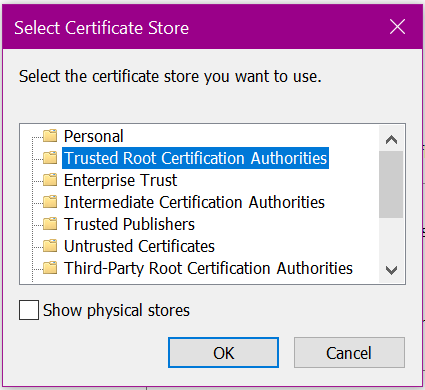 Select Certificate Store
Select the certificate store you want to use.
Personal
Trusted Root Certification Authorities
Enterprise Trust
Intermediate Certification Authorities
Trusted Publishers
Untrusted Certificates
Third-Party Root Certification Authorities
Show physical stores
OK
Cancel